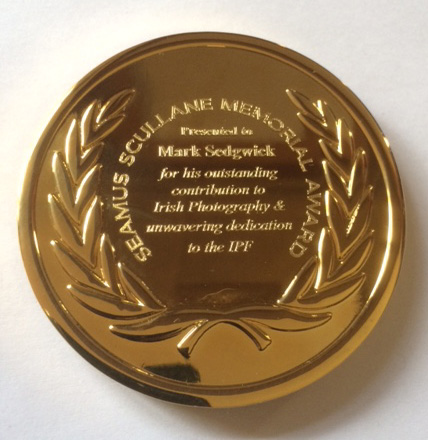 SEAMUS SCULLANE MEMORIAL AWARD
Presented to
Mark Sedgwick
for his outstanding
contribution to
Irish Photography &
unwavering dedication
to the IPF